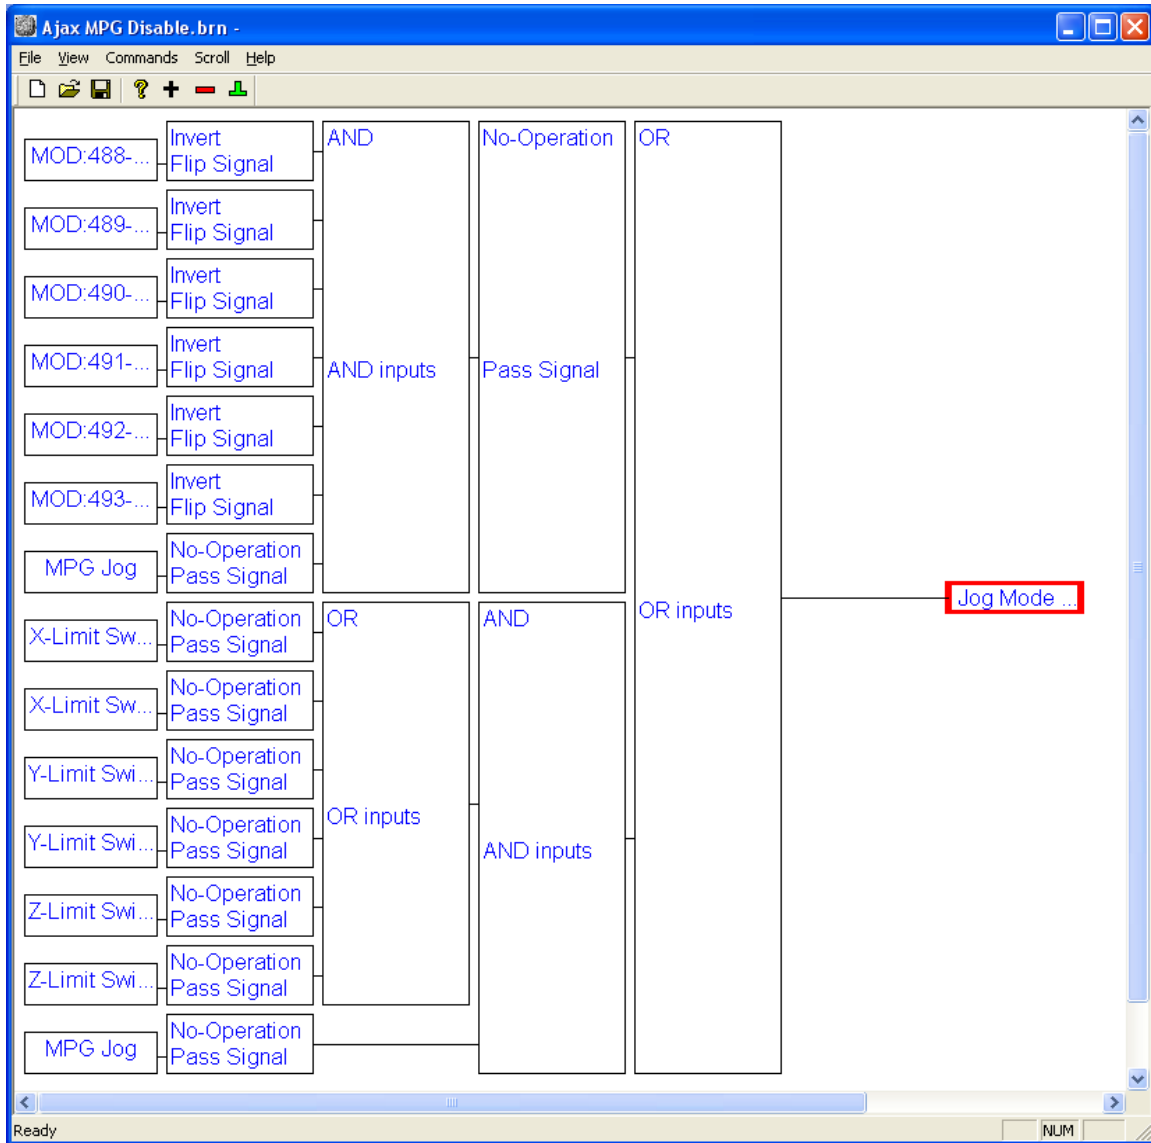 Ajax MPG Disable.brn -
File View Commands Scroll Help
MOD:488-...
Invert
Flip Signal
MOD:489-...
Invert
Flip Signal
MOD:490-...
Invert
Flip Signal
MOD:491-...
Invert
Flip Signal
MOD:492-...
Invert
Flip Signal
MOD:493-...
Invert
Flip Signal
MPG Jog
No-Operation
Pass Signal
X-Limit Sw...
No-Operation
Pass Signal
X-Limit Sw...
No-Operation
Pass Signal
Y-Limit Swi...
No-Operation
Pass Signal
Y-Limit Swi...
No-Operation
Pass Signal
Z-Limit Swi...
No-Operation
Pass Signal
Z-Limit Swi...
No-Operation
Pass Signal
MPG Jog
No-Operation
Pass Signal
AND
AND inputs
OR
OR inputs
No-Operation
Pass Signal
AND
AND inputs
OR
OR inputs
Jog Mode ...
Ready
NUM